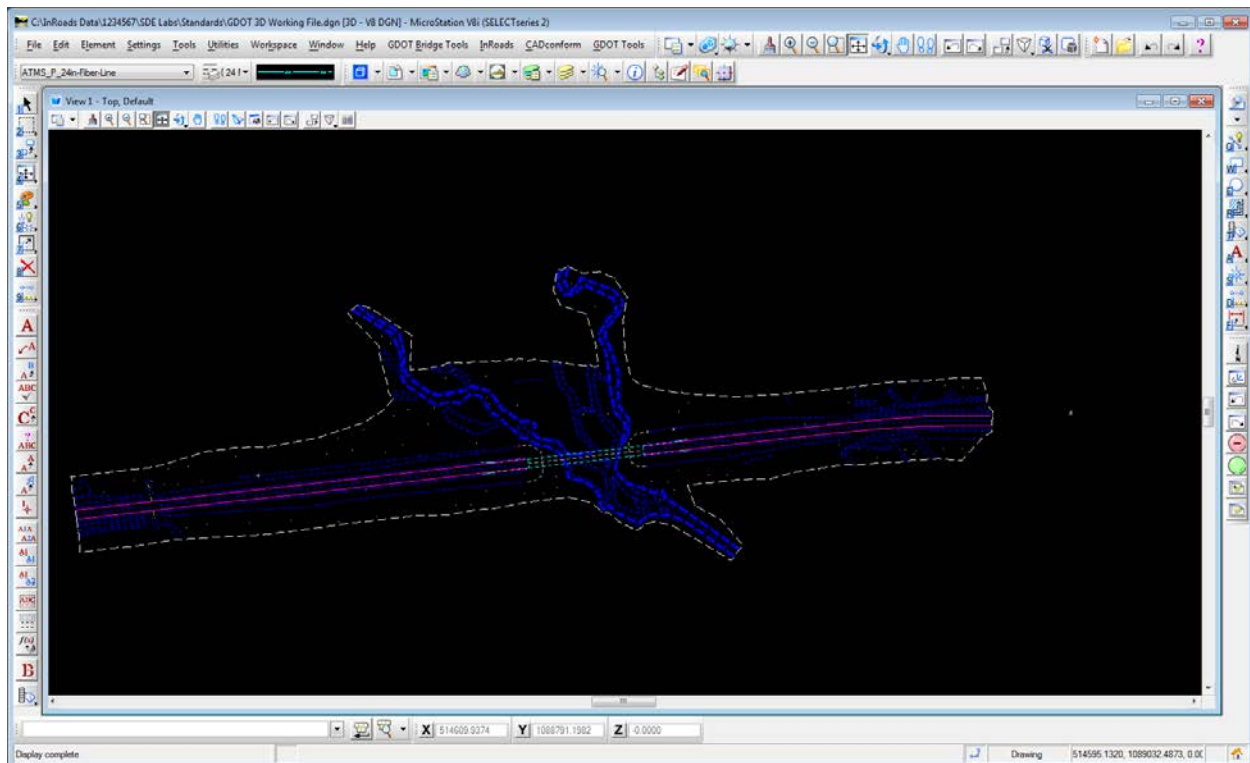 C:\InRoads Data\1234567\SDE Labs\Standards\GDOT 3D Working File.dgn [3D - V8 DGN] - MicroStation V8i (SELECTseries 2)
File Edit Element Settings Tools Utilities Workspace Window Help GDOT Bridge Tools InRoads CADconform GDOT Tools
ATMS_P_24in-Fiber-Line
View 1 - Top, Default
X 514609.9374 Y 1088791.1982 Z -0.0000
Display complete Drawing 514595.1320, 1089032.4873, 0.0